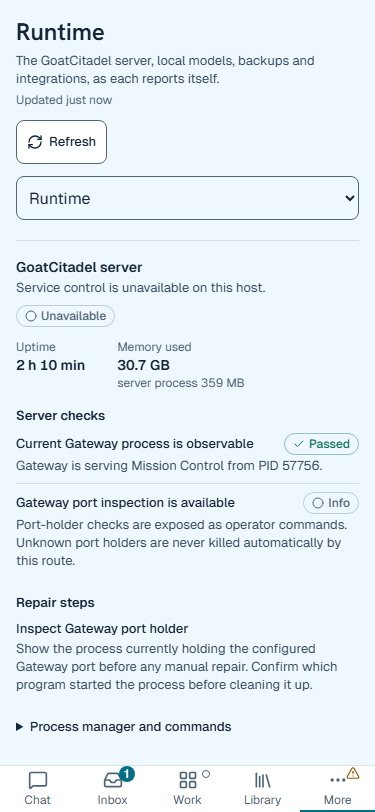 Runtime
The GoatCitadel server, local models, backups and
integrations, as each reports itself.
Updated just now
Refresh
Runtime
GoatCitadel server
Service control is unavailable on this host.
Unavailable
Uptime
2 h 10 min
Memory used
30.7 GB
server process 359 MB
Server checks
Current Gateway process is observable
Passed
Gateway is serving Mission Control from PID 57756.
Gateway port inspection is available
Info
Port-holder checks are exposed as operator commands.
Unknown port holders are never killed automatically by
this route.
Repair steps
Inspect Gateway port holder
Show the process currently holding the configured
Gateway port before any manual repair. Confirm which
program started the process before cleaning it up.
Process manager and commands
Chat
1
Inbox
Work
Library
More